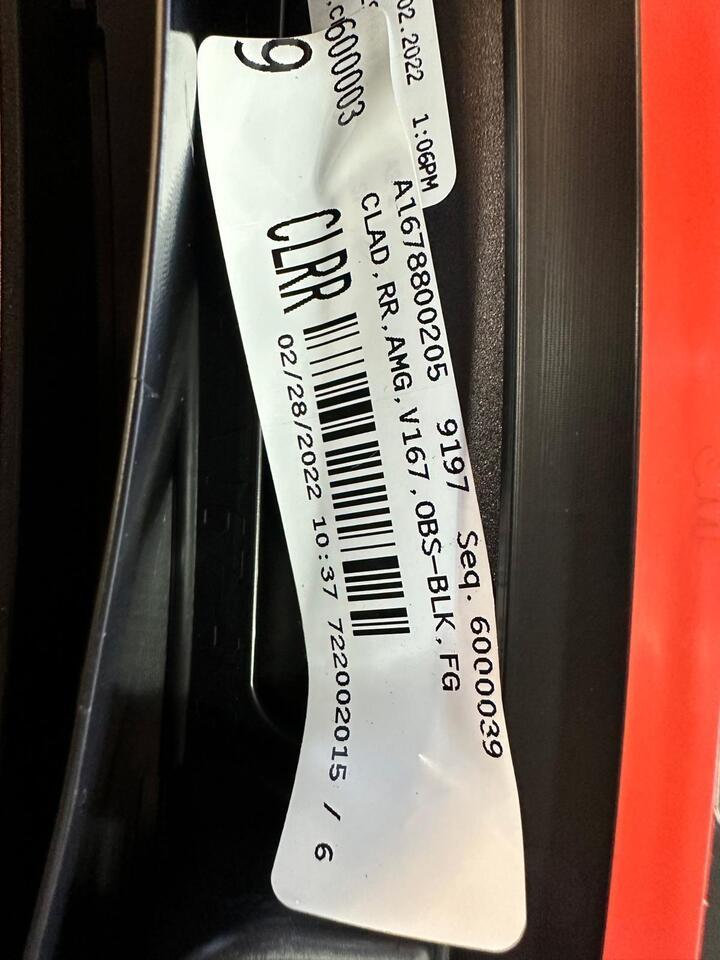 02.2022 1:06PM
600003
9
A1678800205 9197 Seq. 6000039
CLAD,RR,AMG,V167,OBS-BLK,FG
CLRR
02/28/2022 10:37 722002015 / 6